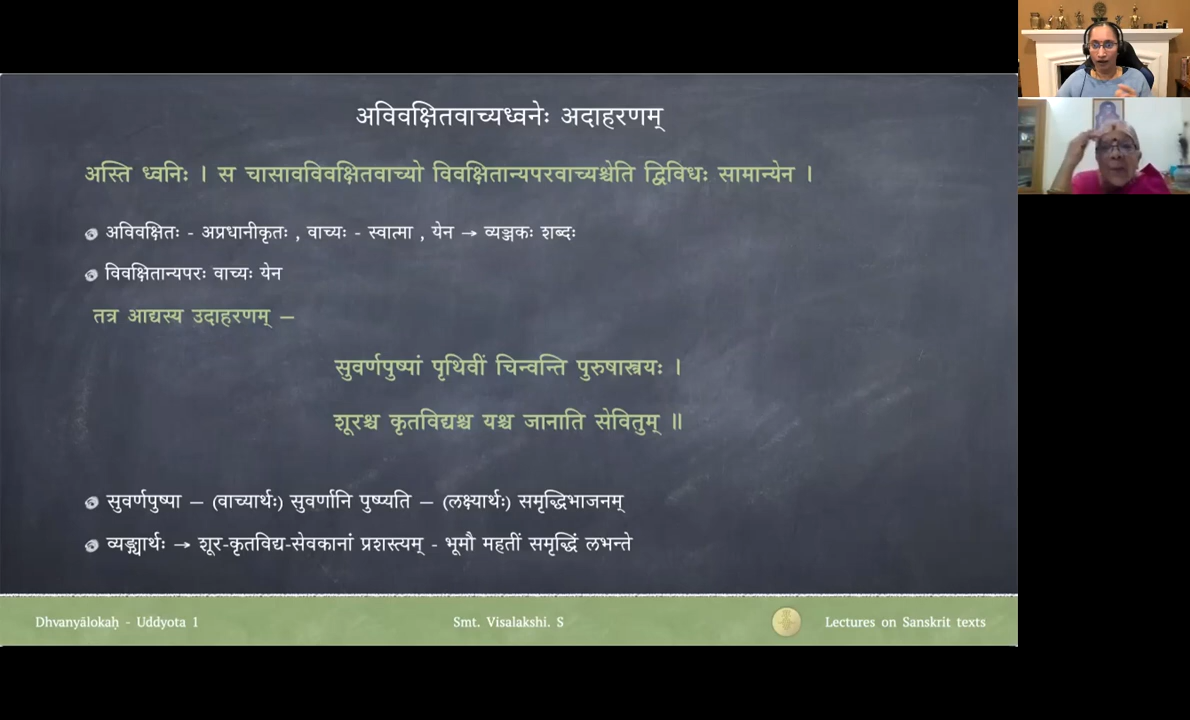 अविवक्षितवाच्यध्वनेः अदाहरणम्
अस्ति ध्वनिः । स चासावविवक्षितवाच्यो विवक्षितान्यपरवाच्यश्चेति द्विविधः सामान्येन ।
अविवक्षितः - अप्रधानीकृतः , वाच्यः - स्वात्मा , येन → व्यञ्जकः शब्दः
विवक्षितान्यपरः वाच्यः येन
तत्र आद्यस्य उदाहरणम् —
सुवर्णपुष्पां पृथिवीं चिन्वन्ति पुरुषास्त्रयः ।
शूरश्च कृतविद्यश्च यश्च जानाति सेवितुम् ॥
सुवर्णपुष्पा — (वाच्यार्थः) सुवर्णानि पुष्प्यति — (लक्ष्यार्थः) समृद्धिभाजनम्
व्यङ्ग्यार्थः → शूर-कृतविद्य-सेवकानां प्रशस्त्यम् - भूमौ महतीं समृद्धिं लभन्ते
Dhvanyālokaḥ - Uddyota 1
Smt. Visalakshi. S
Lectures on Sanskrit texts